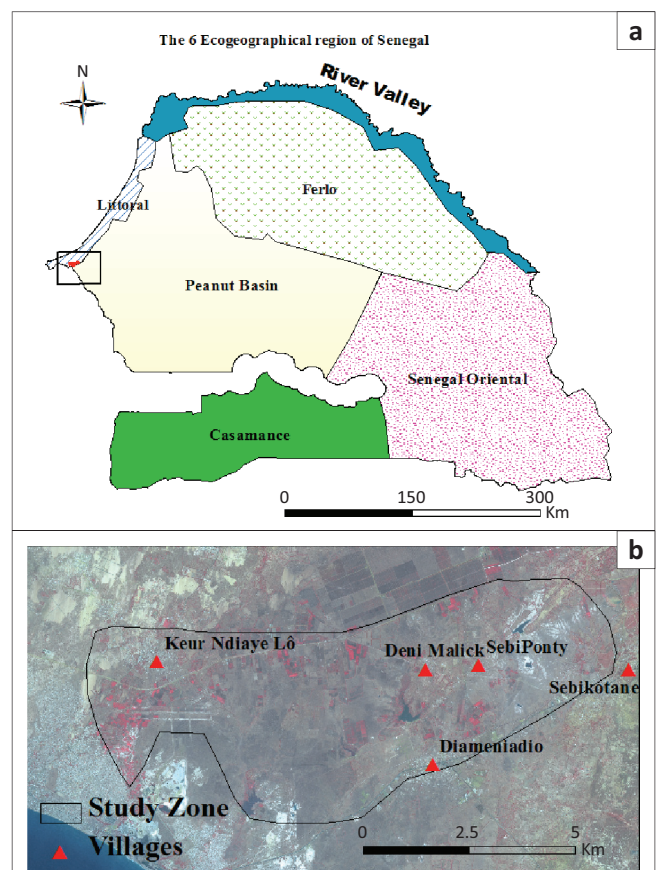 a
The 6 Ecogeographical region of Senegal
N
River Valley
Littoral
Ferlo
Peanut Basin
Senegal Oriental
Casamance
0 150 300
Km
b
Keur Ndiaye Lô
Deni Malick
SebiPonty
Sebikotane
Diameniadio
Study Zone
Villages
0 2.5 5
Km